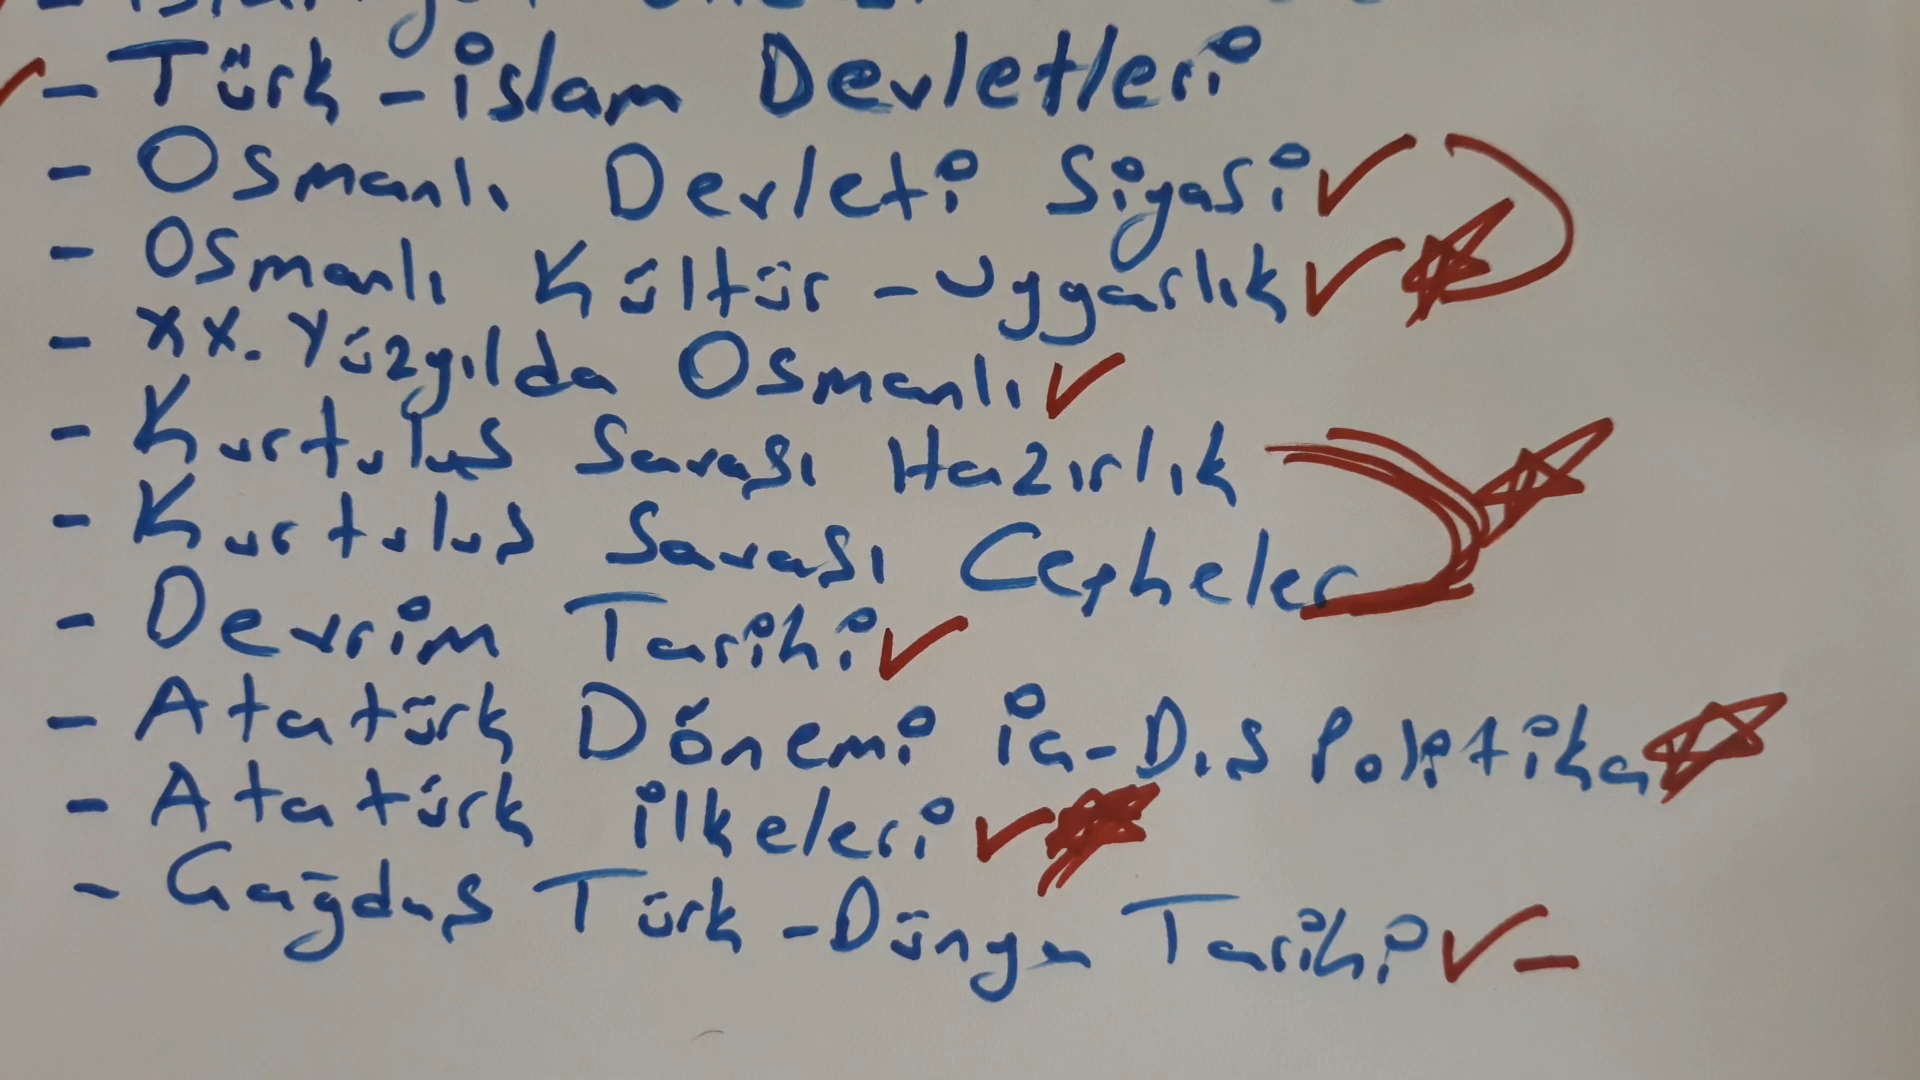 - Türk - İslam Devletleri
- Osmanlı Devleti Siyasi ✓
- Osmanlı Kültür - Uygarlık ✓
- XX. Yüzyılda Osmanlı ✓
- Kurtuluş Savaşı Hazırlık
- Kurtuluş Savaşı Cepheler
- Devrim Tarihi ✓
- Atatürk Dönemi İç - Dış Politika
- Atatürk İlkeleri ✓
- Çağdaş Türk - Dünya Tarihi ✓ -